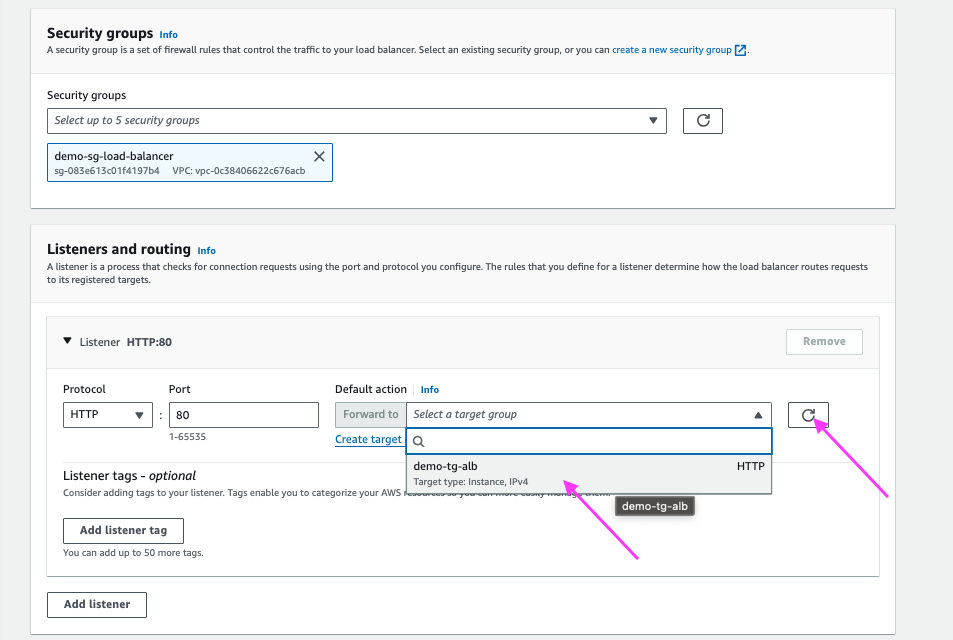 Security groups Info
A security group is a set of firewall rules that control the traffic to your load balancer. Select an existing security group, or you can create a new security group.
Security groups
Select up to 5 security groups
demo-sg-load-balancer
sg-083e613c01f4197b4 VPC: vpc-0c38406622c676acb
Listeners and routing Info
A listener is a process that checks for connection requests using the port and protocol you configure. The rules that you define for a listener determine how the load balancer routes requests
to its registered targets.
Listener HTTP:80
Remove
Protocol Port Default action Info
HTTP : 80 Forward to Select a target group
1-65535 Create target
demo-tg-alb HTTP
Target type: Instance, IPv4
Listener tags - optional
Consider adding tags to your listener. Tags enable you to categorize your AWS resources so you can more easily manage them.
demo-tg-alb
Add listener tag
You can add up to 50 more tags.
Add listener